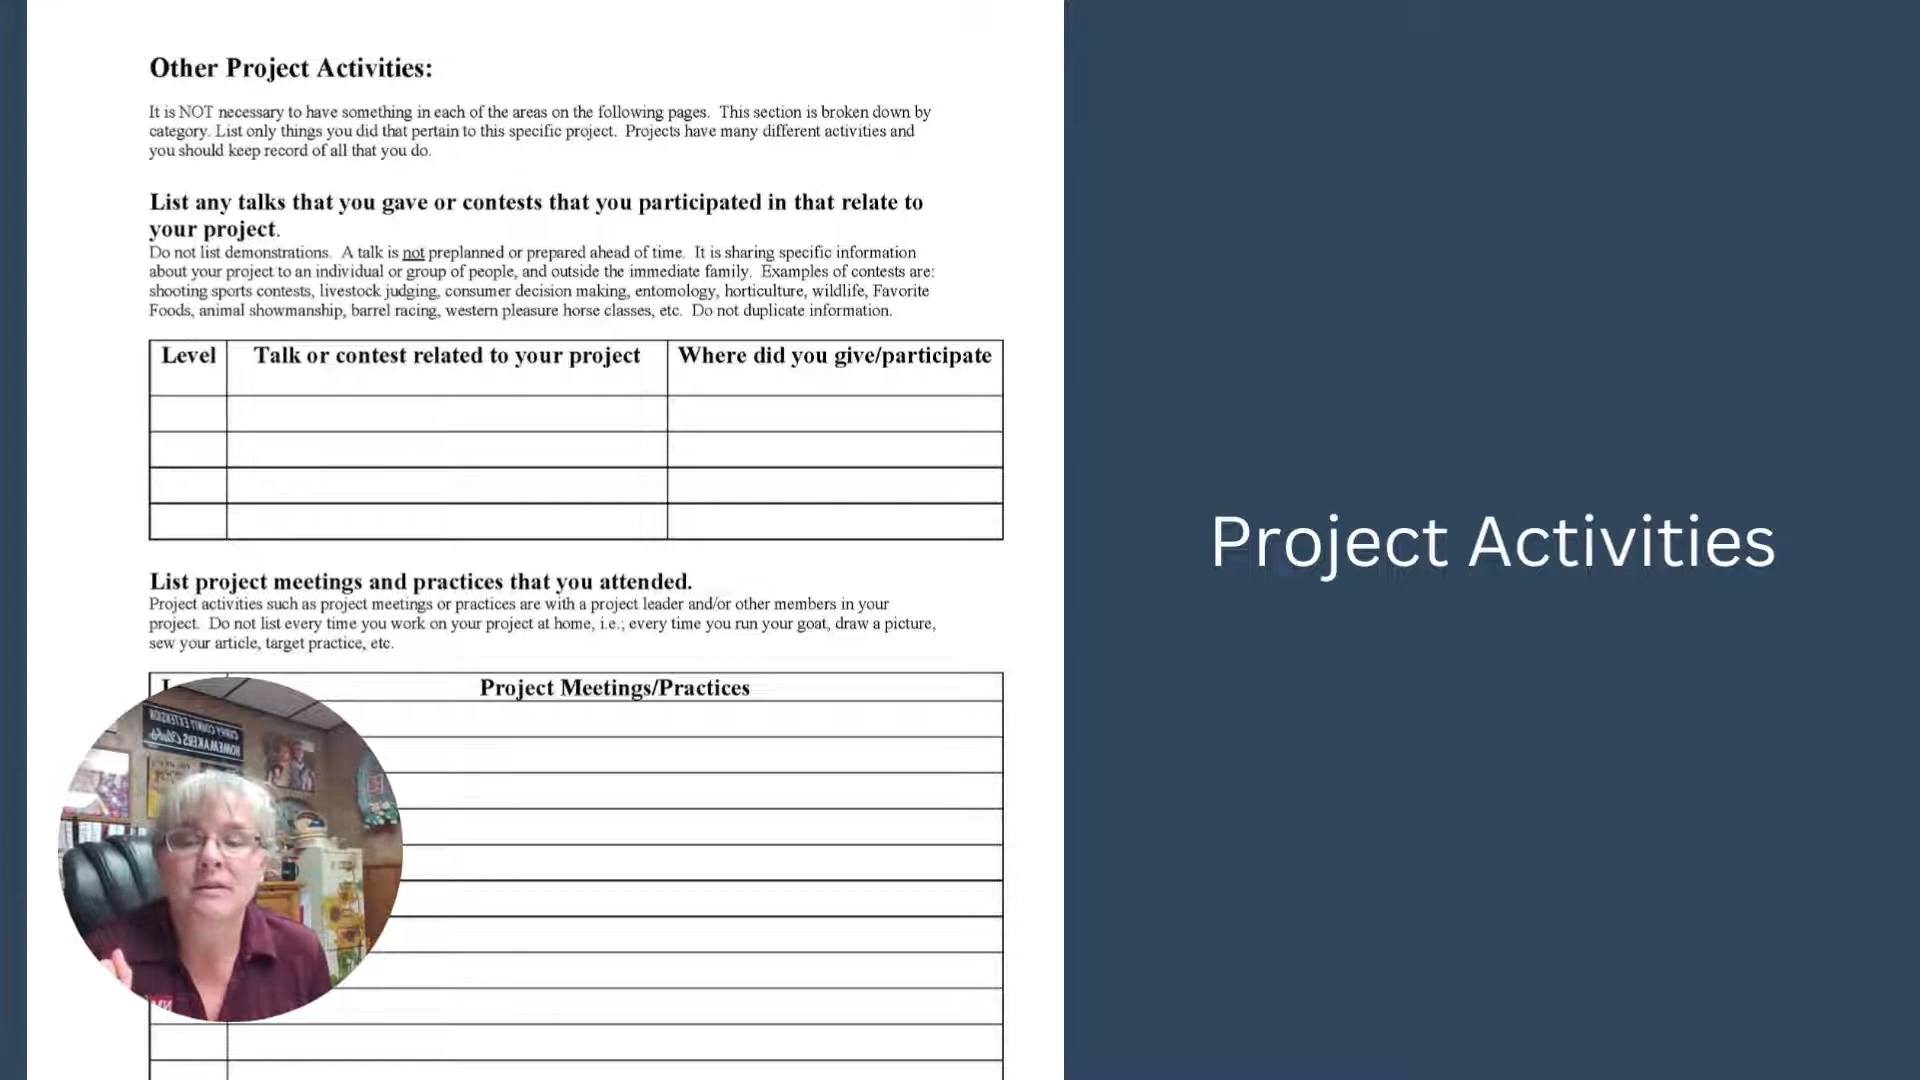 Other Project Activities:
It is NOT necessary to have something in each of the areas on the following pages.  This section is broken down by
category. List only things you did that pertain to this specific project.  Projects have many different activities and
you should keep record of all that you do.
List any talks that you gave or contests that you participated in that relate to
your project.
Do not list demonstrations.  A talk is not preplanned or prepared ahead of time.  It is sharing specific information
about your project to an individual or group of people, and outside the immediate family.  Examples of contests are:
shooting sports contests, livestock judging, consumer decision making, entomology, horticulture, wildlife, Favorite
Foods, animal showmanship, barrel racing, western pleasure horse classes, etc.  Do not duplicate information.
Level Talk or contest related to your project Where did you give/participate
List project meetings and practices that you attended.
Project activities such as project meetings or practices are with a project leader and/or other members in your
project.  Do not list every time you work on your project at home, i.e.; every time you run your goat, draw a picture,
sew your article, target practice, etc.
Project Meetings/Practices
CURRY COUNTY EXTENSION
HOMEMAKERS Clubs
Project Activities